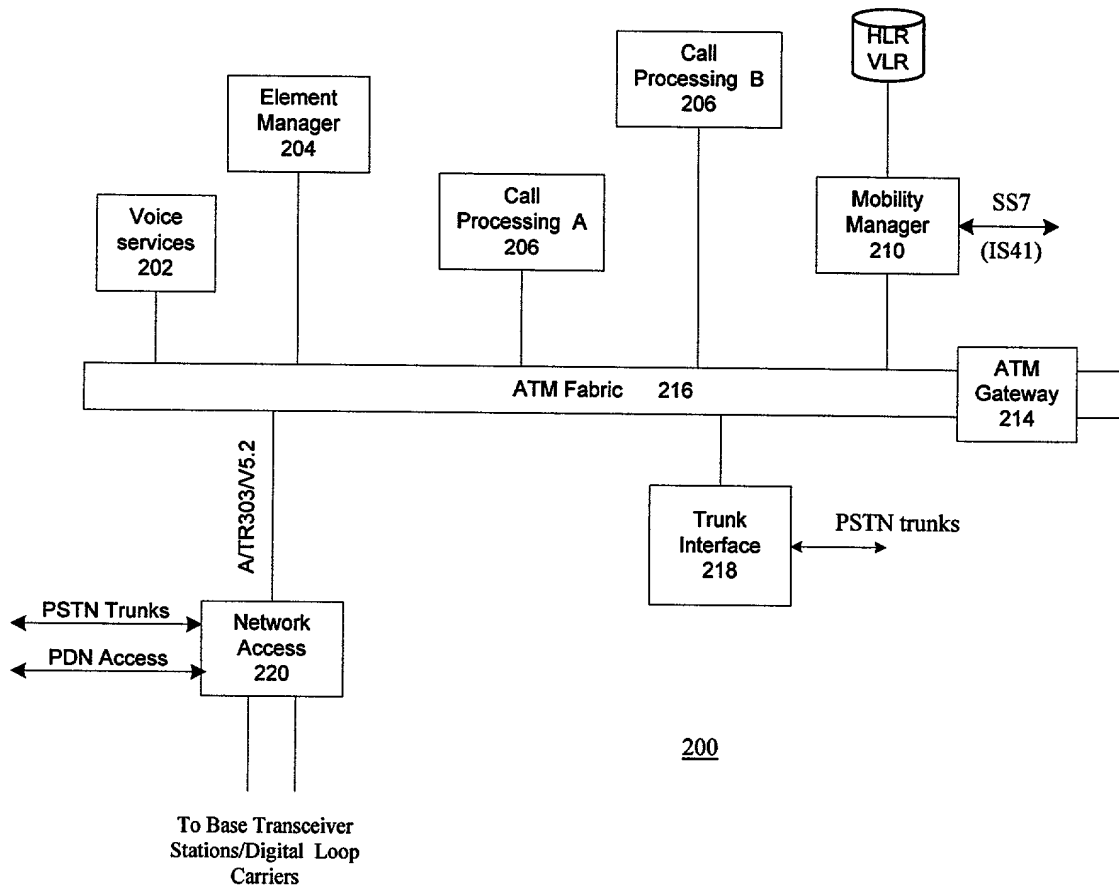 HLR
VLR
Call
Processing B
206
Element
Manager
204
Call
Processing A
206
Mobility
Manager
210
SS7
(IS41)
Voice
services
202
ATM Fabric 216
ATM
Gateway
214
A/TR303/V5.2
Trunk
Interface
218
PSTN trunks
PSTN Trunks
PDN Access
Network
Access
220
200
To Base Transceiver
Stations/Digital Loop
Carriers